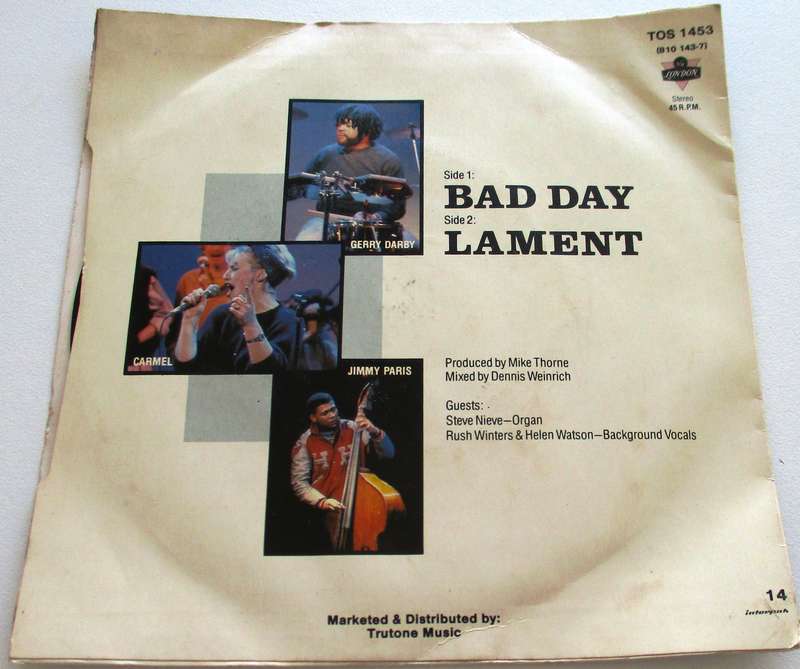 TOS 1453
(810 143-7)
LONDON
Stereo
45 R.P.M.
Side 1:
BAD DAY
Side 2:
LAMENT
GERRY DARBY
CARMEL
JIMMY PARIS
Produced by Mike Thorne
Mixed by Dennis Weinrich
Guests:
Steve Nieve—Organ
Rush Winters & Helen Watson—Background Vocals
14
interpak
Marketed & Distributed by:
Trutone Music